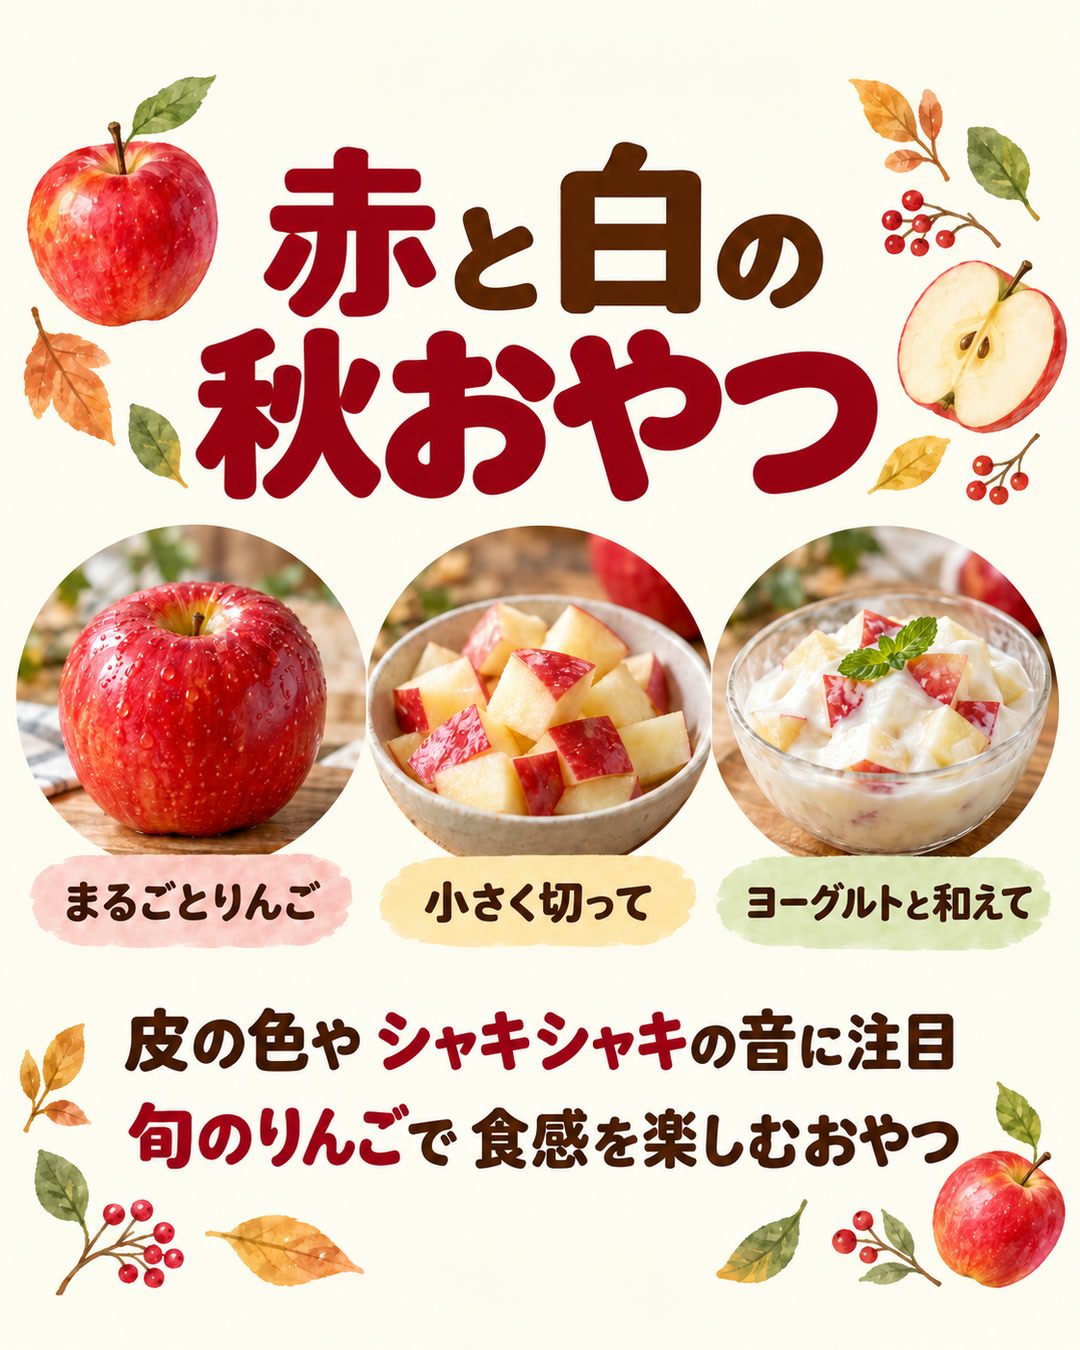 赤と白の
秋おやつ
まるごとりんご
小さく切って
ヨーグルトと和えて
皮の色や シャキシャキの音に注目
旬のりんごで 食感を楽しむおやつ